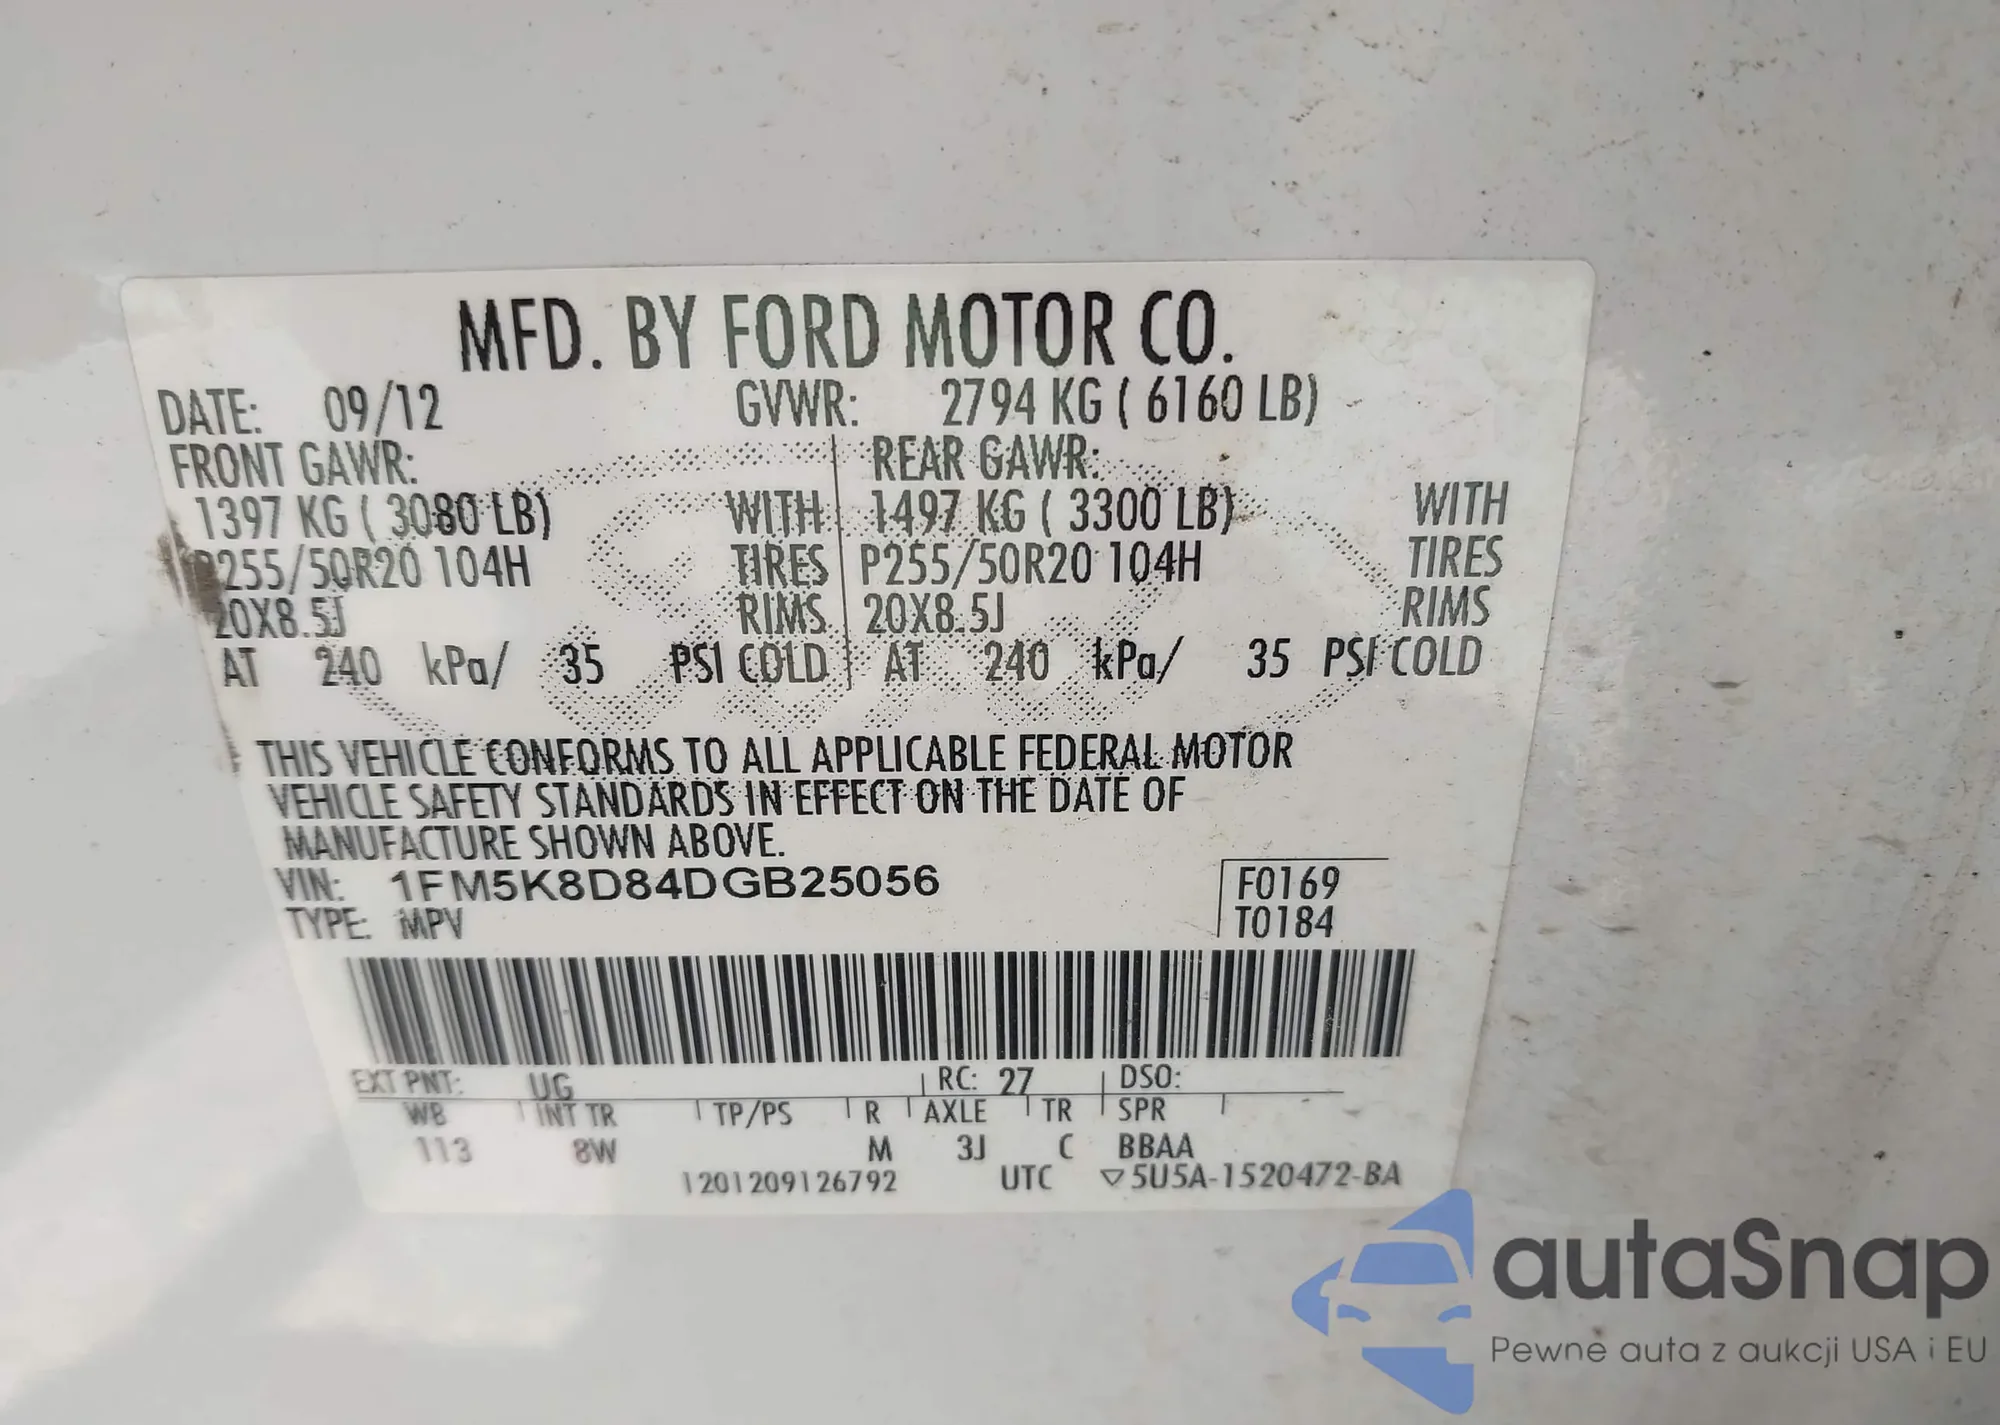 MFD. BY FORD MOTOR CO.
DATE: 09/12 GVWR: 2794 KG ( 6160 LB)
FRONT GAWR: REAR GAWR:
1397 KG ( 3080 LB) WITH 1497 KG ( 3300 LB) WITH
P255/50R20 104H TIRES P255/50R20 104H TIRES
20X8.5J RIMS 20X8.5J RIMS
AT 240 kPa/ 35 PSI COLD AT 240 kPa/ 35 PSI COLD
THIS VEHICLE CONFORMS TO ALL APPLICABLE FEDERAL MOTOR
VEHICLE SAFETY STANDARDS IN EFFECT ON THE DATE OF
MANUFACTURE SHOWN ABOVE.
VIN: 1FM5K8D84DGB25056 F0169
TYPE: MPV T0184
EXT PNT: UG RC: 27 DSO:
WB INT TR TP/PS R AXLE TR SPR
113 8W M 3J C BBAA
1201209126792 UTC ▽5U5A-1520472-BA
autaSnap
Pewne auta z aukcji USA i EU